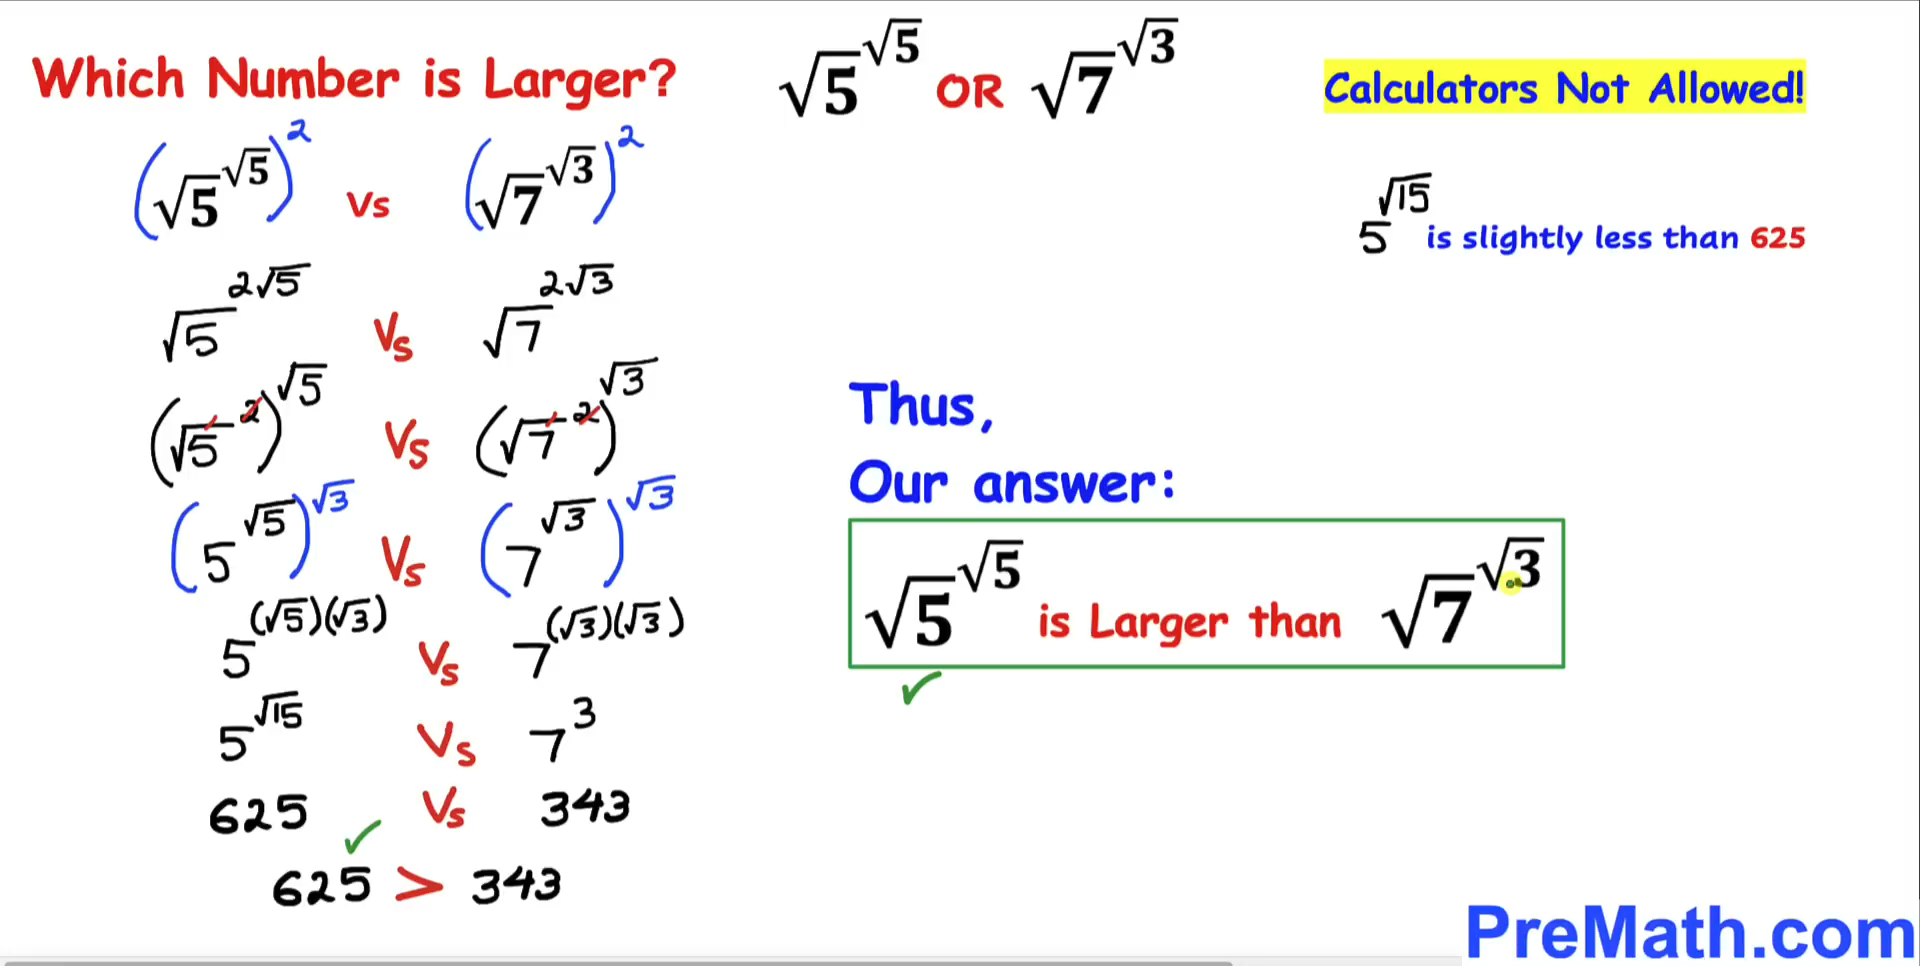 Which Number is Larger? √5^√5 OR √7^√3 Calculators Not Allowed!
(√5^√5)^2 vs (√7^√3)^2
5^√15 is slightly less than 625
√5^2√5 Vs √7^2√3
(√5^2)^√5 Vs (√7^2)^√3
(5^√5)^√3 Vs (7^√3)^√3
5^(√5)(√3) Vs 7^(√3)(√3)
5^√15 Vs 7^3
625 Vs 343
✓
625 > 343
Thus,
Our answer:
√5^√5 is Larger than √7^√3
✓
PreMath.com